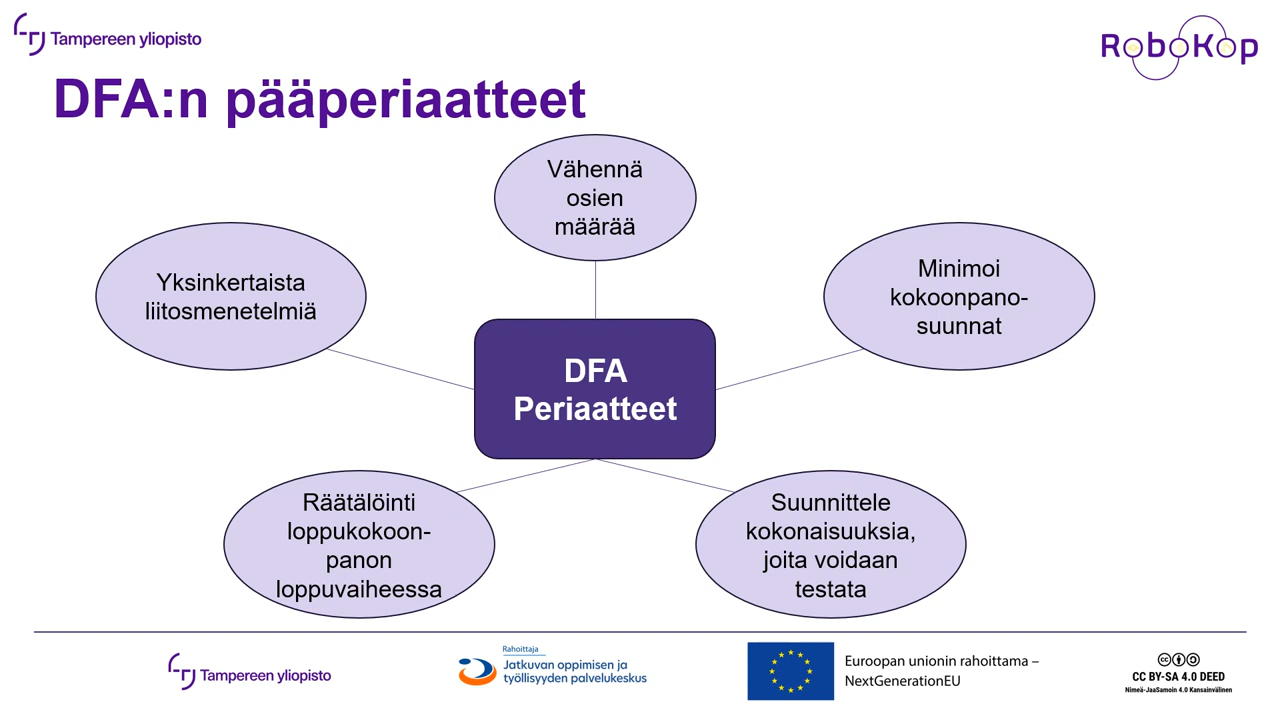 Tampereen yliopisto
RoboKop
DFA:n pääperiaatteet
Vähennä
osien
määrää
Yksinkertaista
liitosmenetelmiä
Minimoi
kokoonpano-
suunnat
DFA
Periaatteet
Räätälöinti
loppukokoon-
panon
loppuvaiheessa
Suunnittele
kokonaisuuksia,
joita voidaan
testata
Tampereen yliopisto
Rahoittaja
Jatkuvan oppimisen ja
työllisyyden palvelukeskus
Euroopan unionin rahoittama –
NextGenerationEU
CC BY-SA 4.0 DEED
Nimeä-JaaSamoin 4.0 Kansainvälinen